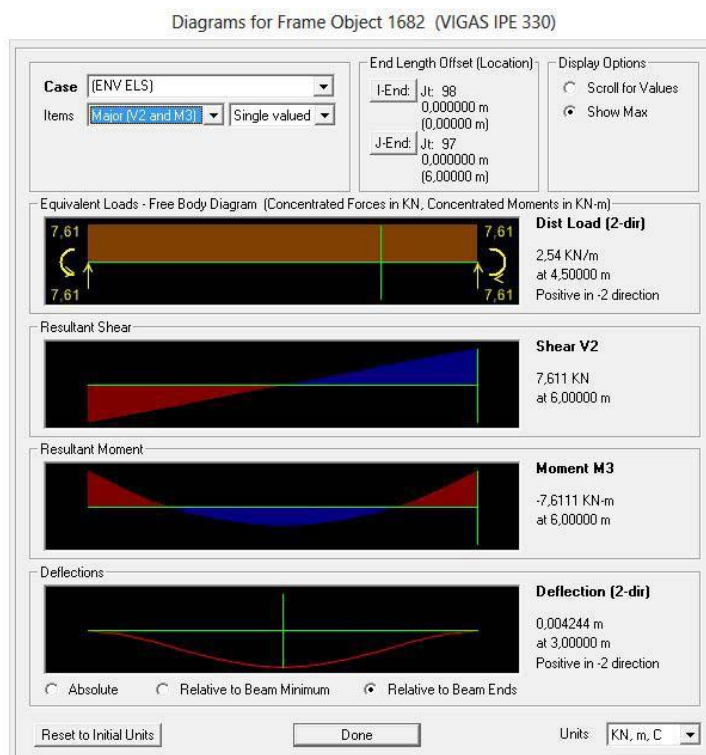 Diagrams for Frame Object 1682 (VIGAS IPE 330)
Case
(ENV ELS)
Items
Major (V2 and M3)
Single valued
End Length Offset (Location)
I-End:
Jt: 98
0,000000 m
(0,00000 m)
J-End:
Jt: 97
0,000000 m
(6,00000 m)
Display Options
Scroll for Values
Show Max
Equivalent Loads - Free Body Diagram (Concentrated Forces in KN, Concentrated Moments in KN-m)
7,61
7,61
7,61
7,61
Dist Load (2-dir)
2,54 KN/m
at 4,50000 m
Positive in -2 direction
Resultant Shear
Shear V2
7,611 KN
at 6,00000 m
Resultant Moment
Moment M3
-7,6111 KN-m
at 6,00000 m
Deflections
Deflection (2-dir)
0,004244 m
at 3,00000 m
Positive in -2 direction
Absolute
Relative to Beam Minimum
Relative to Beam Ends
Reset to Initial Units
Done
Units
KN, m, C